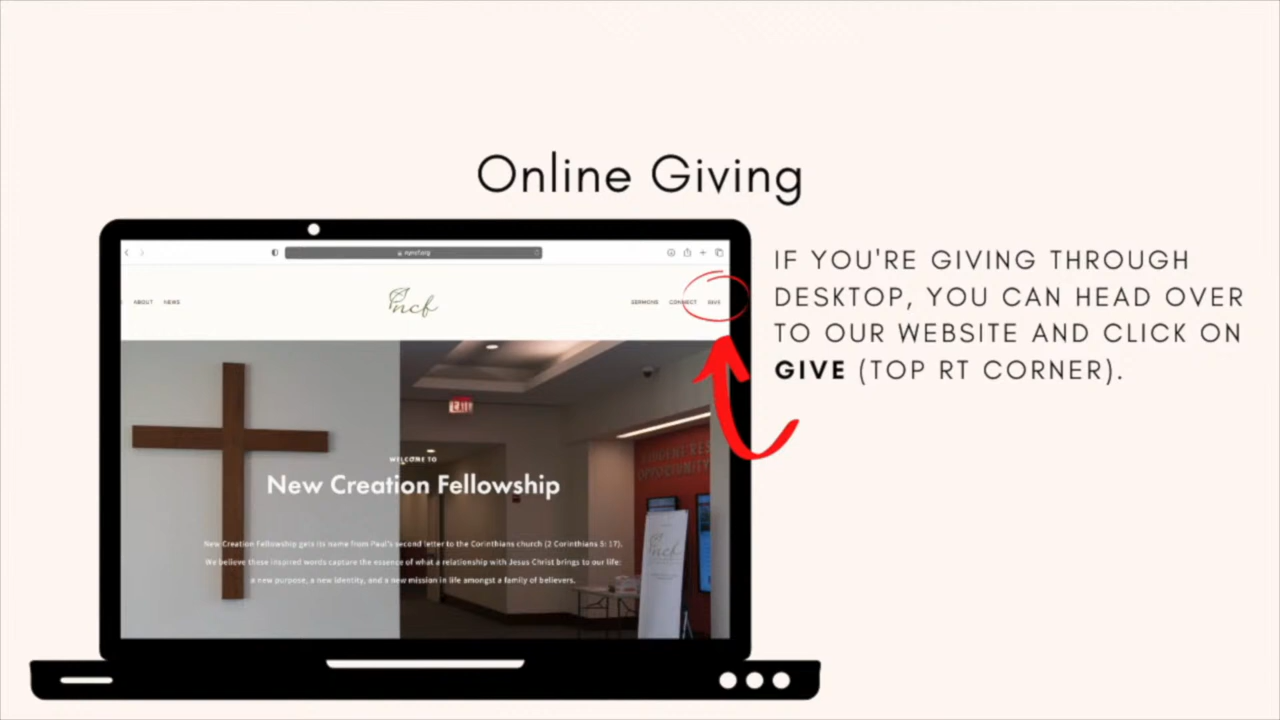 Online Giving
IF YOU'RE GIVING THROUGH
DESKTOP, YOU CAN HEAD OVER
TO OUR WEBSITE AND CLICK ON
GIVE (TOP RT CORNER).
ABOUT NEWS
ncf
SERMONS CONNECT GIVE
EXIT
WELCOME TO
New Creation Fellowship
New Creation Fellowship gets its name from Paul's second letter to the Corinthians church (2 Corinthians 5: 17).
We believe these inspired words capture the essence of what a relationship with Jesus Christ brings to our life:
a new purpose, a new identity, and a new mission in life amongst a family of believers.
ncf